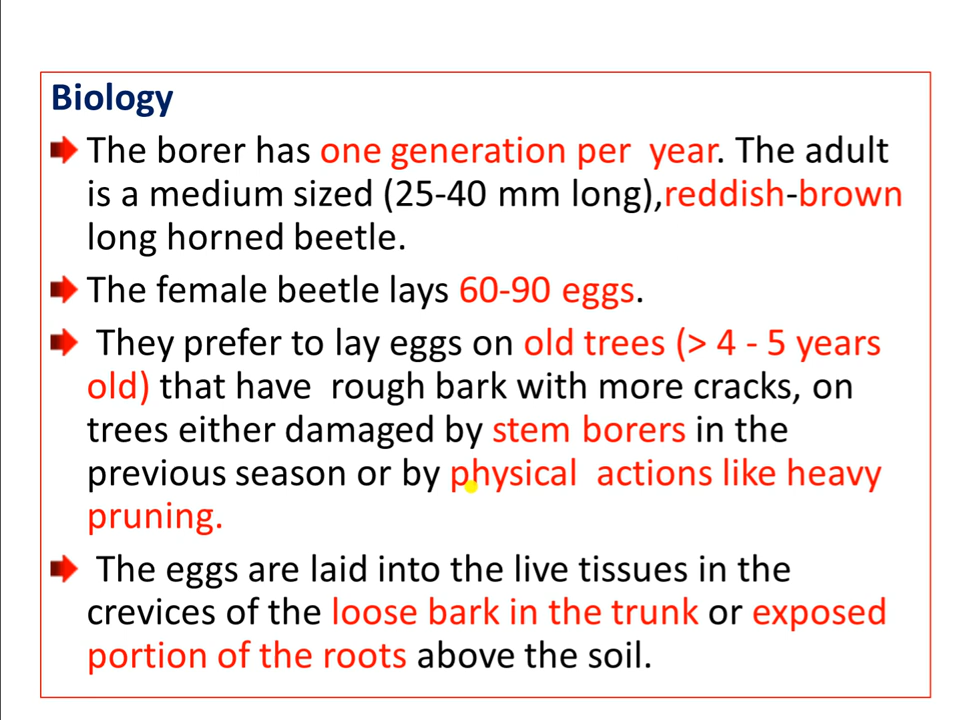 Biology
The borer has one generation per year. The adult
is a medium sized (25-40 mm long),reddish-brown
long horned beetle.
The female beetle lays 60-90 eggs.
They prefer to lay eggs on old trees (> 4 - 5 years
old) that have rough bark with more cracks, on
trees either damaged by stem borers in the
previous season or by physical actions like heavy
pruning.
The eggs are laid into the live tissues in the
crevices of the loose bark in the trunk or exposed
portion of the roots above the soil.